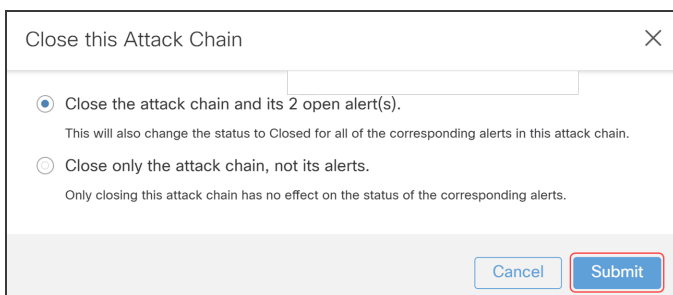 Close this Attack Chain
Close the attack chain and its 2 open alert(s).
This will also change the status to Closed for all of the corresponding alerts in this attack chain.
Close only the attack chain, not its alerts.
Only closing this attack chain has no effect on the status of the corresponding alerts.
Cancel Submit